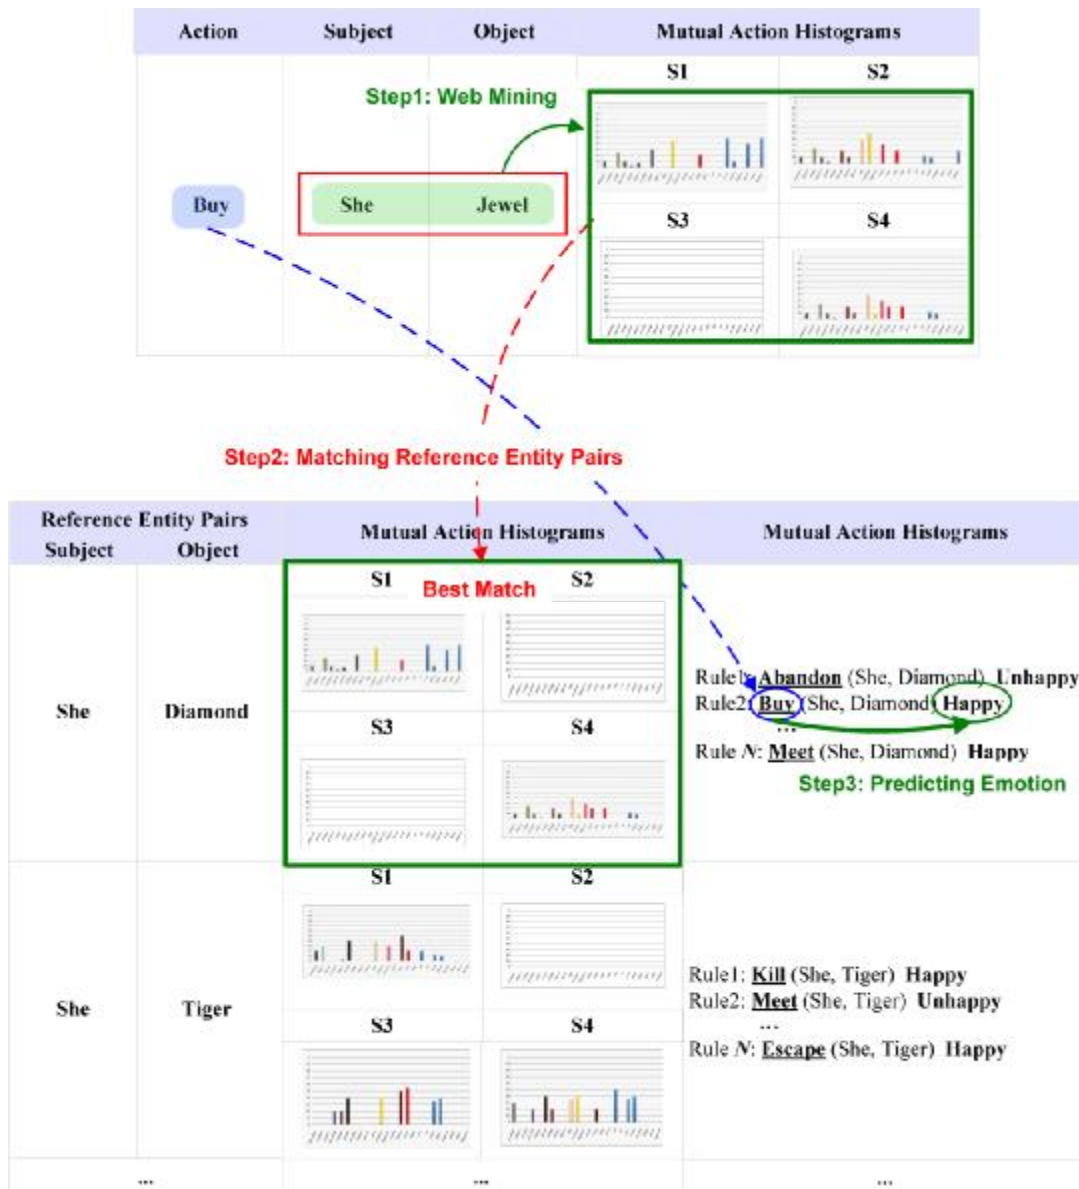 Action Subject Object Mutual Action Histograms
S1 S2
Step1: Web Mining
Buy She Jewel
S3 S4
Step2: Matching Reference Entity Pairs
Reference Entity Pairs
Subject Object Mutual Action Histograms Mutual Action Histograms
S1 S2
Best Match
Rule1: Abandon (She, Diamond) Unhappy
Rule2: Buy (She, Diamond) Happy
She Diamond
S3 S4
...
Rule N: Meet (She, Diamond) Happy
Step3: Predicting Emotion
S1 S2
Rule1: Kill (She, Tiger) Happy
Rule2: Meet (She, Tiger) Unhappy
She Tiger
S3 S4
...
Rule N: Escape (She, Tiger) Happy
... ... ...